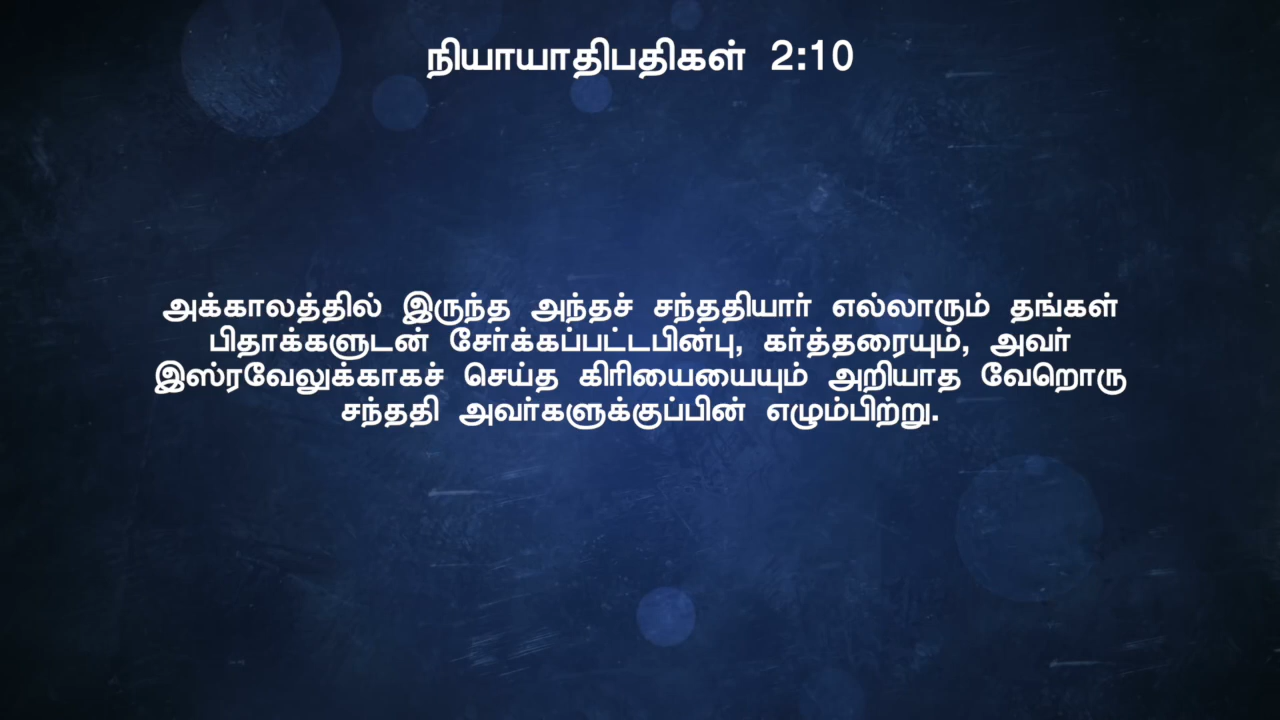 நியாயாதிபதிகள் 2:10
அக்காலத்தில் இருந்த அந்தச் சந்ததியார் எல்லாரும் தங்கள்
பிதாக்களுடன் சேர்க்கப்பட்டபின்பு, கர்த்தரையும், அவர்
இஸ்ரவேலுக்காகச் செய்த கிரியையையும் அறியாத வேறொரு
சந்ததி அவர்களுக்குப்பின் எழும்பிற்று.